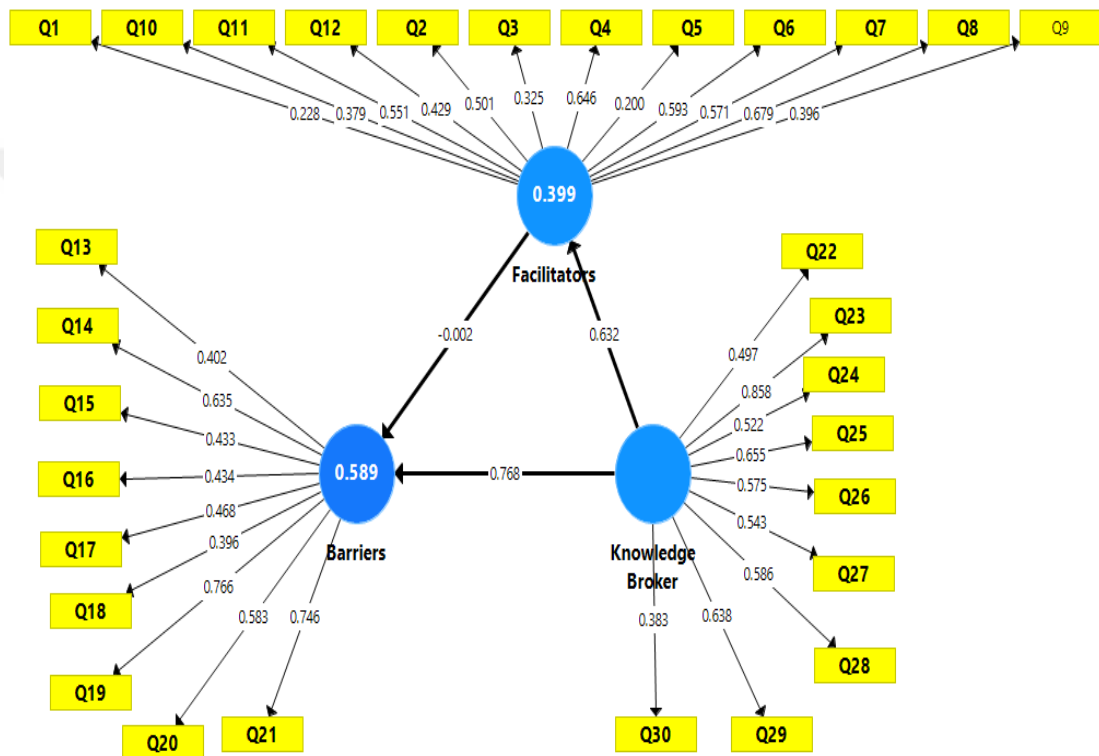 Q1 Q10 Q11 Q12 Q2 Q3 Q4 Q5 Q6 Q7 Q8 Q9
0.228 0.379 0.551 0.429 0.501 0.325 0.646 0.200 0.593 0.571 0.679 0.396
0.399
Facilitators
Q13
Q14
Q15
Q16
Q17
Q18
Q19
Q20
Q21
0.402
0.635
0.433
0.434
0.468
0.396
0.766
0.583
0.746
-0.002
0.632
0.589
Barriers
0.768
Knowledge
Broker
Q22
Q23
Q24
Q25
Q26
Q27
Q28
Q29
Q30
0.497
0.858
0.522
0.655
0.575
0.543
0.586
0.638
0.383